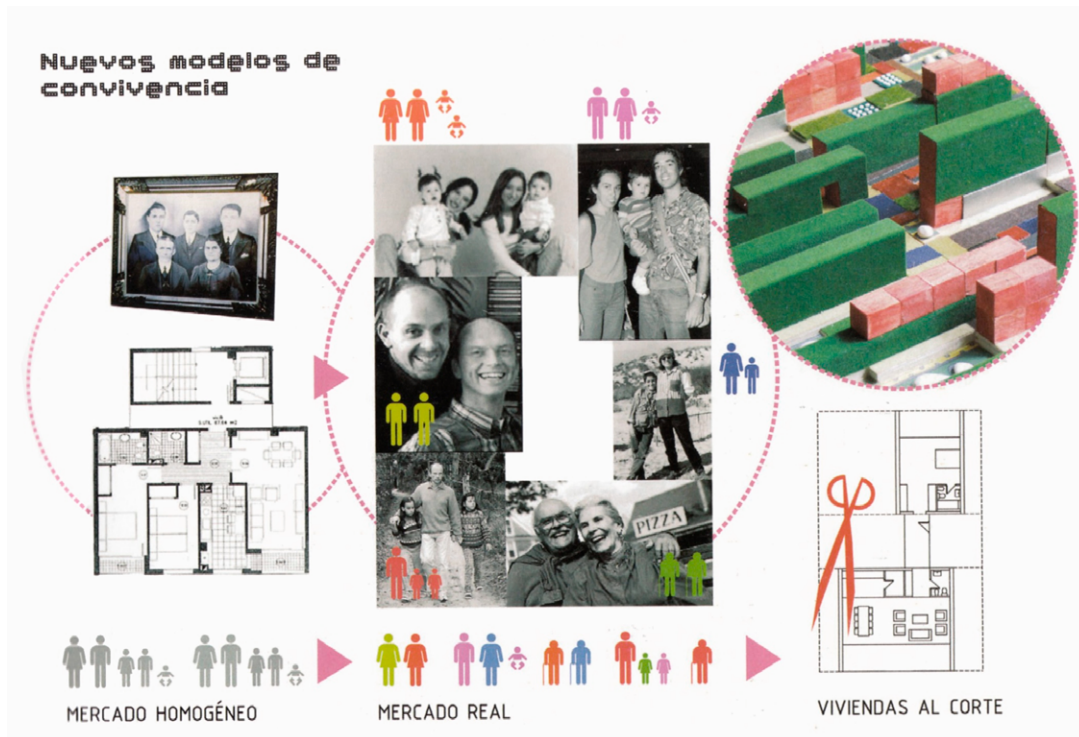 Nuevos modelos de
convivencia
PIZZA
MERCADO HOMOGÉNEO
MERCADO REAL
VIVIENDAS AL CORTE